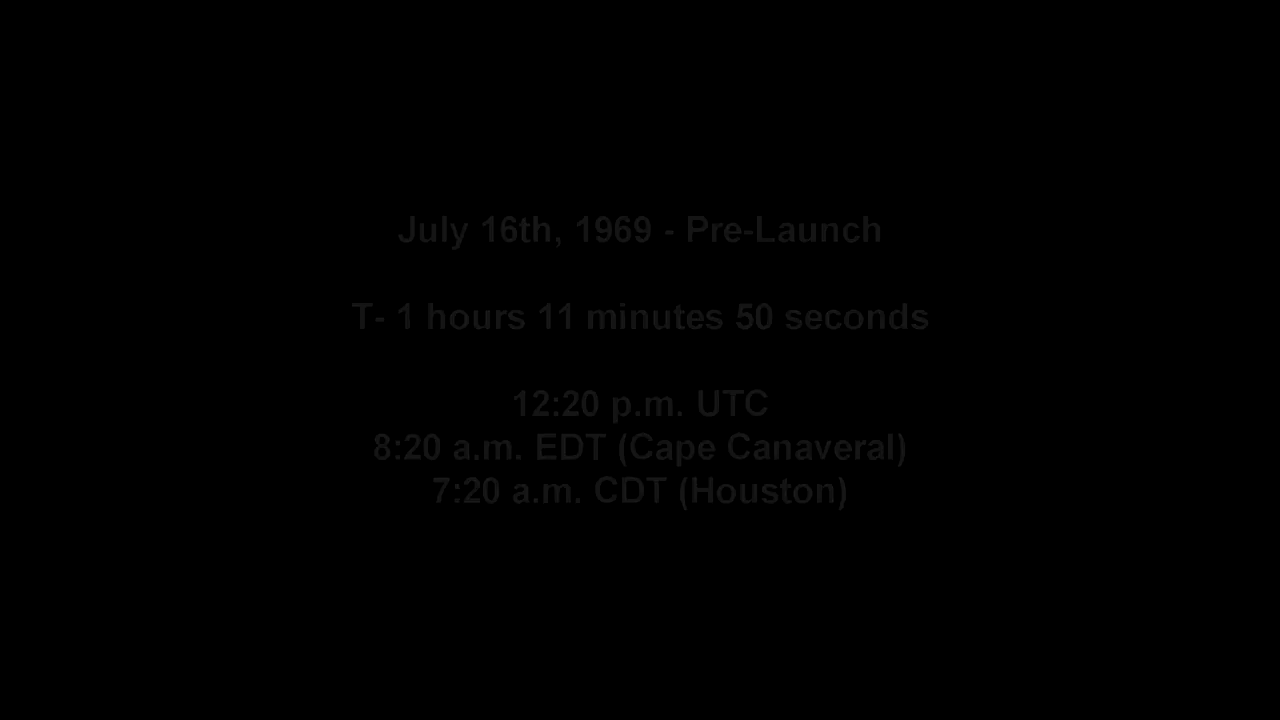 July 16th, 1969 - Pre-Launch
T- 1 hours 11 minutes 50 seconds
12:20 p.m. UTC
8:20 a.m. EDT (Cape Canaveral)
7:20 a.m. CDT (Houston)